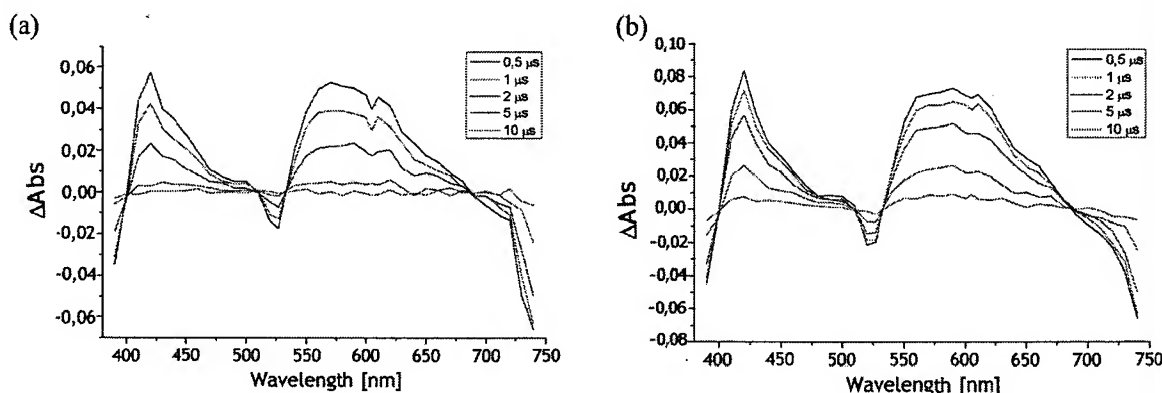 (a)
0,06
0,04
0,02
0,00
-0,02
-0,04
-0,06
ΔAbs
400 450 500 550 600 650 700 750
Wavelength [nm]
0,5 µs
1 µs
2 µs
5 µs
10 µs
(b)
0,10
0,08
0,06
0,04
0,02
0,00
-0,02
-0,04
-0,06
-0,08
ΔAbs
400 450 500 550 600 650 700 750
Wavelength [nm]
0,5 µs
1 µs
2 µs
5 µs
10 µs